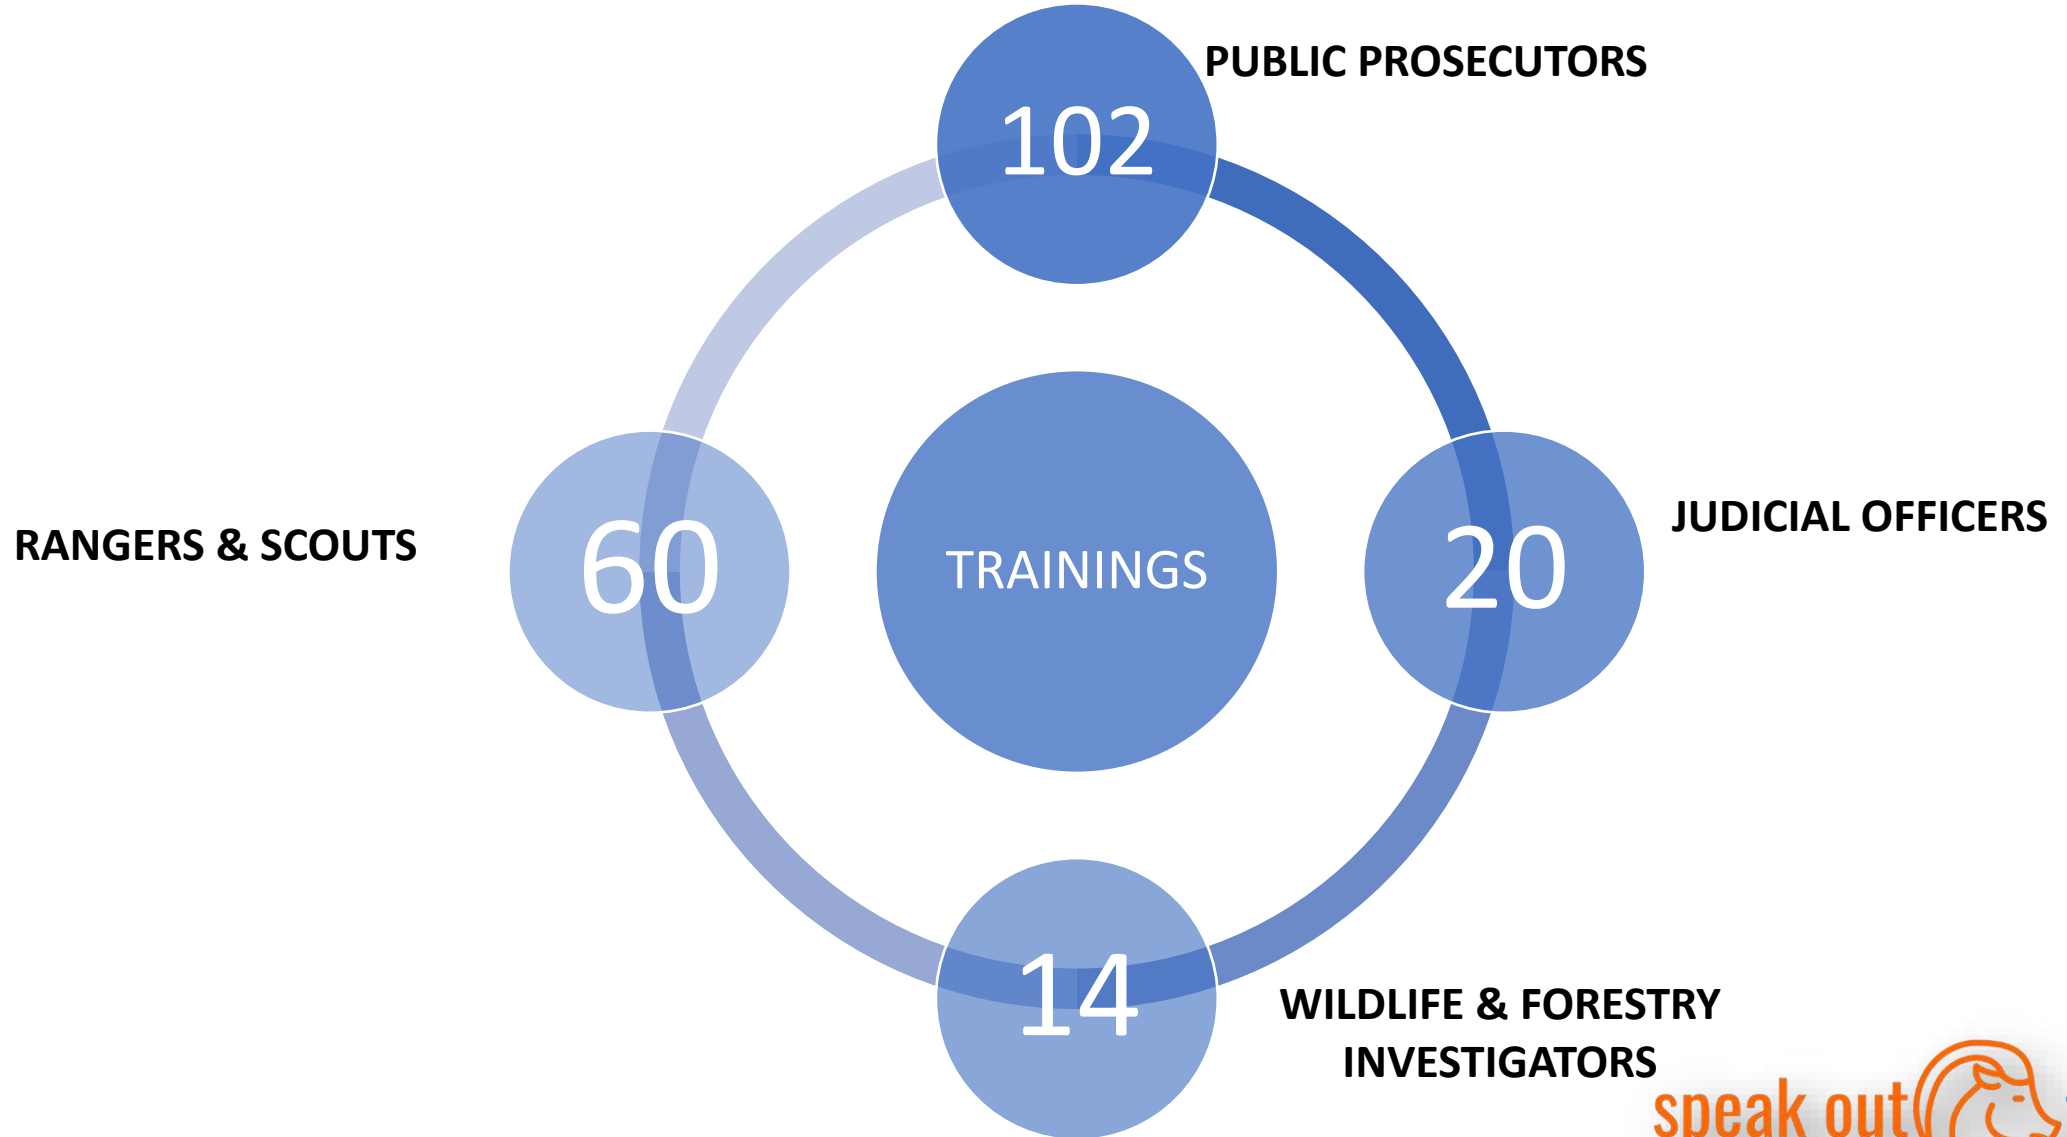 PUBLIC PROSECUTORS
102
RANGERS & SCOUTS
60
TRAININGS
20
JUDICIAL OFFICERS
14
WILDLIFE & FORESTRY
INVESTIGATORS
speak out